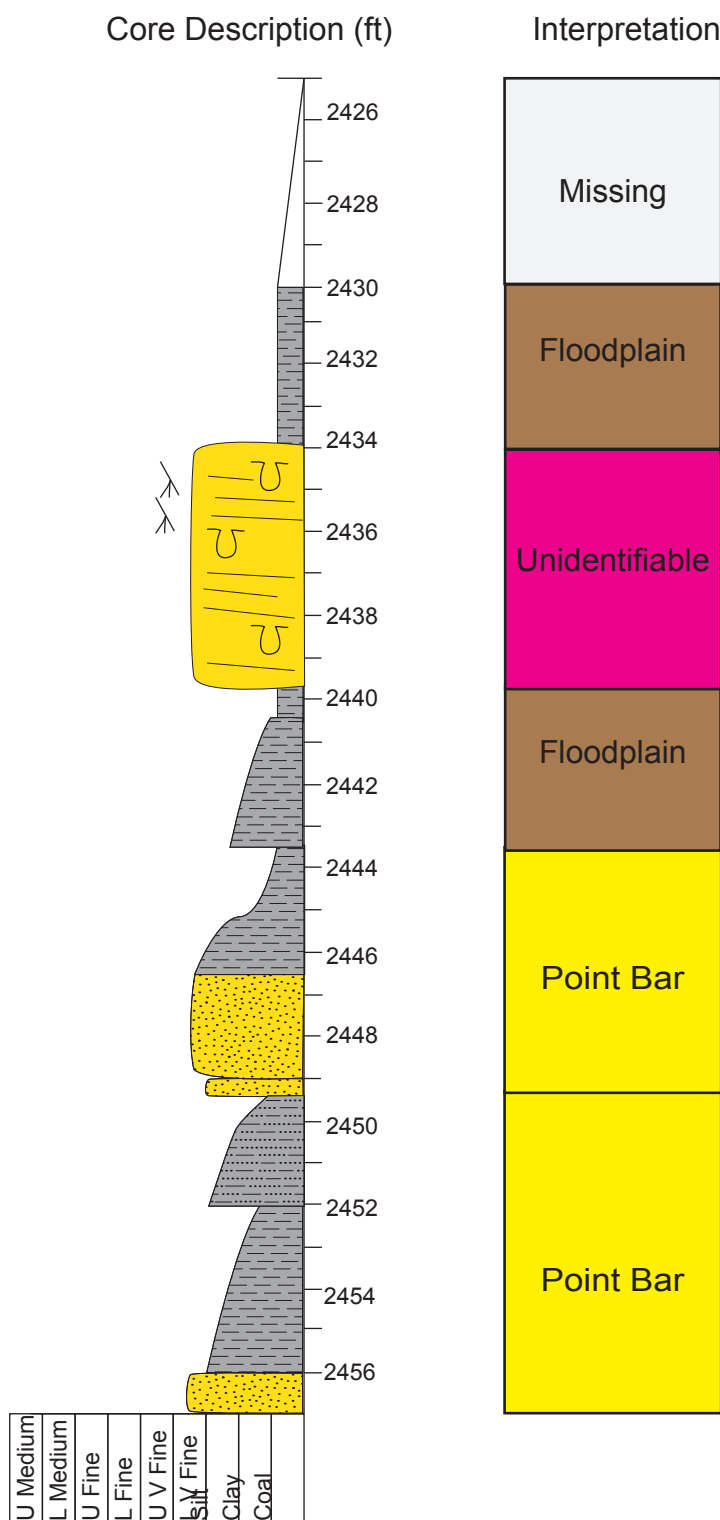 Core Description (ft)
Interpretation
2426
2428
2430
2432
2434
2436
2438
2440
2442
2444
2446
2448
2450
2452
2454
2456
Missing
Floodplain
Unidentifiable
Floodplain
Point Bar
Point Bar
U Medium
L Medium
U Fine
L Fine
U V Fine
L V Fine
Silt
Clay
Coal